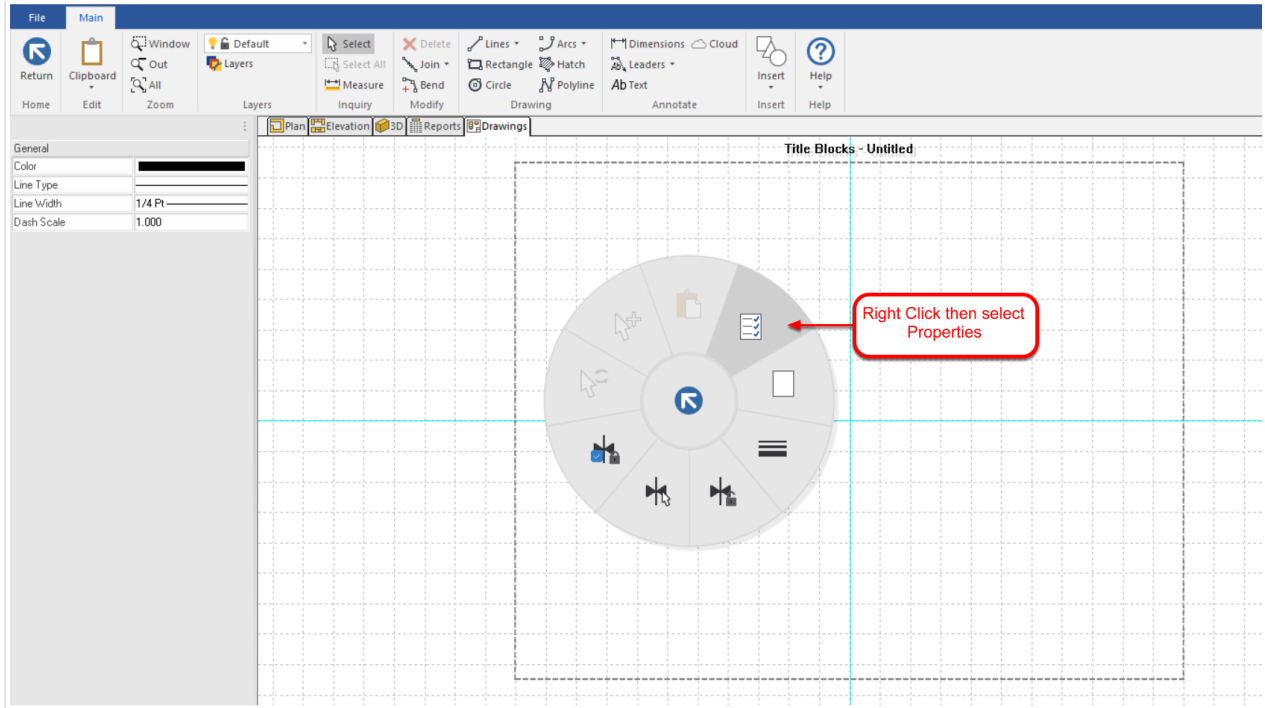 File Main
Window Default Select Delete Lines Arcs Dimensions Cloud
Out Layers Select All Join Rectangle Hatch Leaders
Return Clipboard All Measure Bend Circle Polyline Ab Text Insert Help
Home Edit Zoom Layers Inquiry Modify Drawing Annotate Insert Help
Plan Elevation 3D Reports Drawings
General
Title Blocks - Untitled
Color
Line Type
Line Width 1/4 Pt
Dash Scale 1.000
Right Click then select
Properties